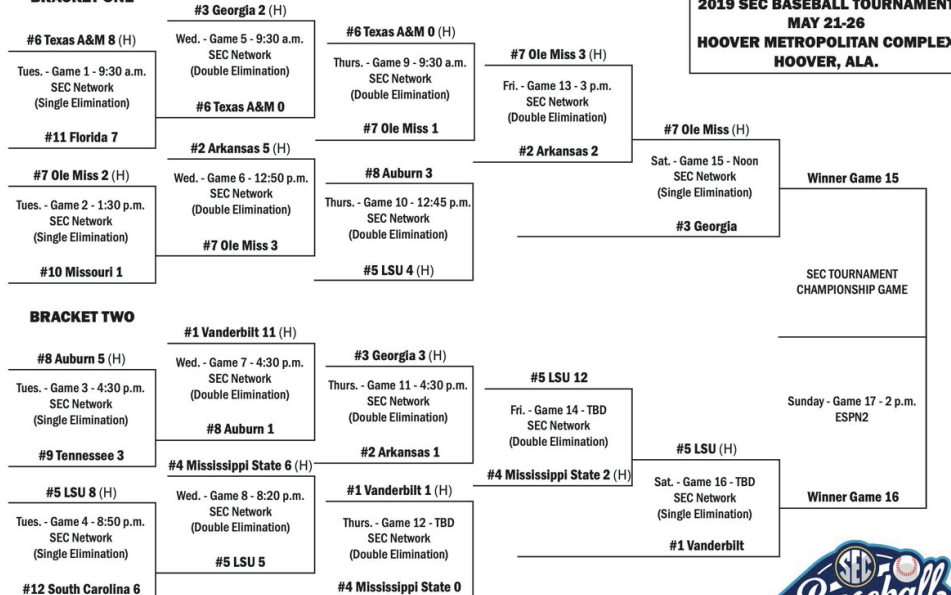 BRACKET ONE
2019 SEC BASEBALL TOURNAMENT
MAY 21-26
HOOVER METROPOLITAN COMPLEX
HOOVER, ALA.
#6 Texas A&M 8 (H)
Tues. - Game 1 - 9:30 a.m.
SEC Network
(Single Elimination)
#11 Florida 7
#7 Ole Miss 2 (H)
Tues. - Game 2 - 1:30 p.m.
SEC Network
(Single Elimination)
#10 Missouri 1
#3 Georgia 2 (H)
Wed. - Game 5 - 9:30 a.m.
SEC Network
(Double Elimination)
#6 Texas A&M 0
#2 Arkansas 5 (H)
Wed. - Game 6 - 12:50 p.m.
SEC Network
(Double Elimination)
#7 Ole Miss 3
#6 Texas A&M 0 (H)
Thurs. - Game 9 - 9:30 a.m.
SEC Network
(Double Elimination)
#7 Ole Miss 1
#8 Auburn 3
Thurs. - Game 10 - 12:45 p.m.
SEC Network
(Double Elimination)
#5 LSU 4 (H)
#7 Ole Miss 3 (H)
Fri. - Game 13 - 3 p.m.
SEC Network
(Double Elimination)
#2 Arkansas 2
#7 Ole Miss (H)
Sat. - Game 15 - Noon
SEC Network
(Single Elimination)
#3 Georgia
Winner Game 15
SEC TOURNAMENT
CHAMPIONSHIP GAME
Sunday - Game 17 - 2 p.m.
ESPN2
Winner Game 16
BRACKET TWO
#8 Auburn 5 (H)
Tues. - Game 3 - 4:30 p.m.
SEC Network
(Single Elimination)
#9 Tennessee 3
#5 LSU 8 (H)
Tues. - Game 4 - 8:50 p.m.
SEC Network
(Single Elimination)
#12 South Carolina 6
#1 Vanderbilt 11 (H)
Wed. - Game 7 - 4:30 p.m.
SEC Network
(Double Elimination)
#8 Auburn 1
#4 Mississippi State 6 (H)
Wed. - Game 8 - 8:20 p.m.
SEC Network
(Double Elimination)
#5 LSU 5
#3 Georgia 3 (H)
Thurs. - Game 11 - 4:30 p.m.
SEC Network
(Double Elimination)
#2 Arkansas 1
#1 Vanderbilt 1 (H)
Thurs. - Game 12 - TBD
SEC Network
(Double Elimination)
#4 Mississippi State 0
#5 LSU 12
Fri. - Game 14 - TBD
SEC Network
(Double Elimination)
#4 Mississippi State 2 (H)
#5 LSU (H)
Sat. - Game 16 - TBD
SEC Network
(Single Elimination)
#1 Vanderbilt
SEC
Baseball